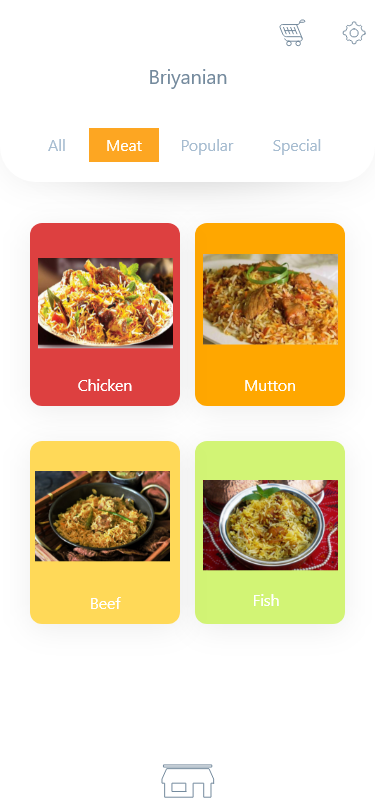 Briyanian
All Meat Popular Special
Chicken Mutton
Beef Fish